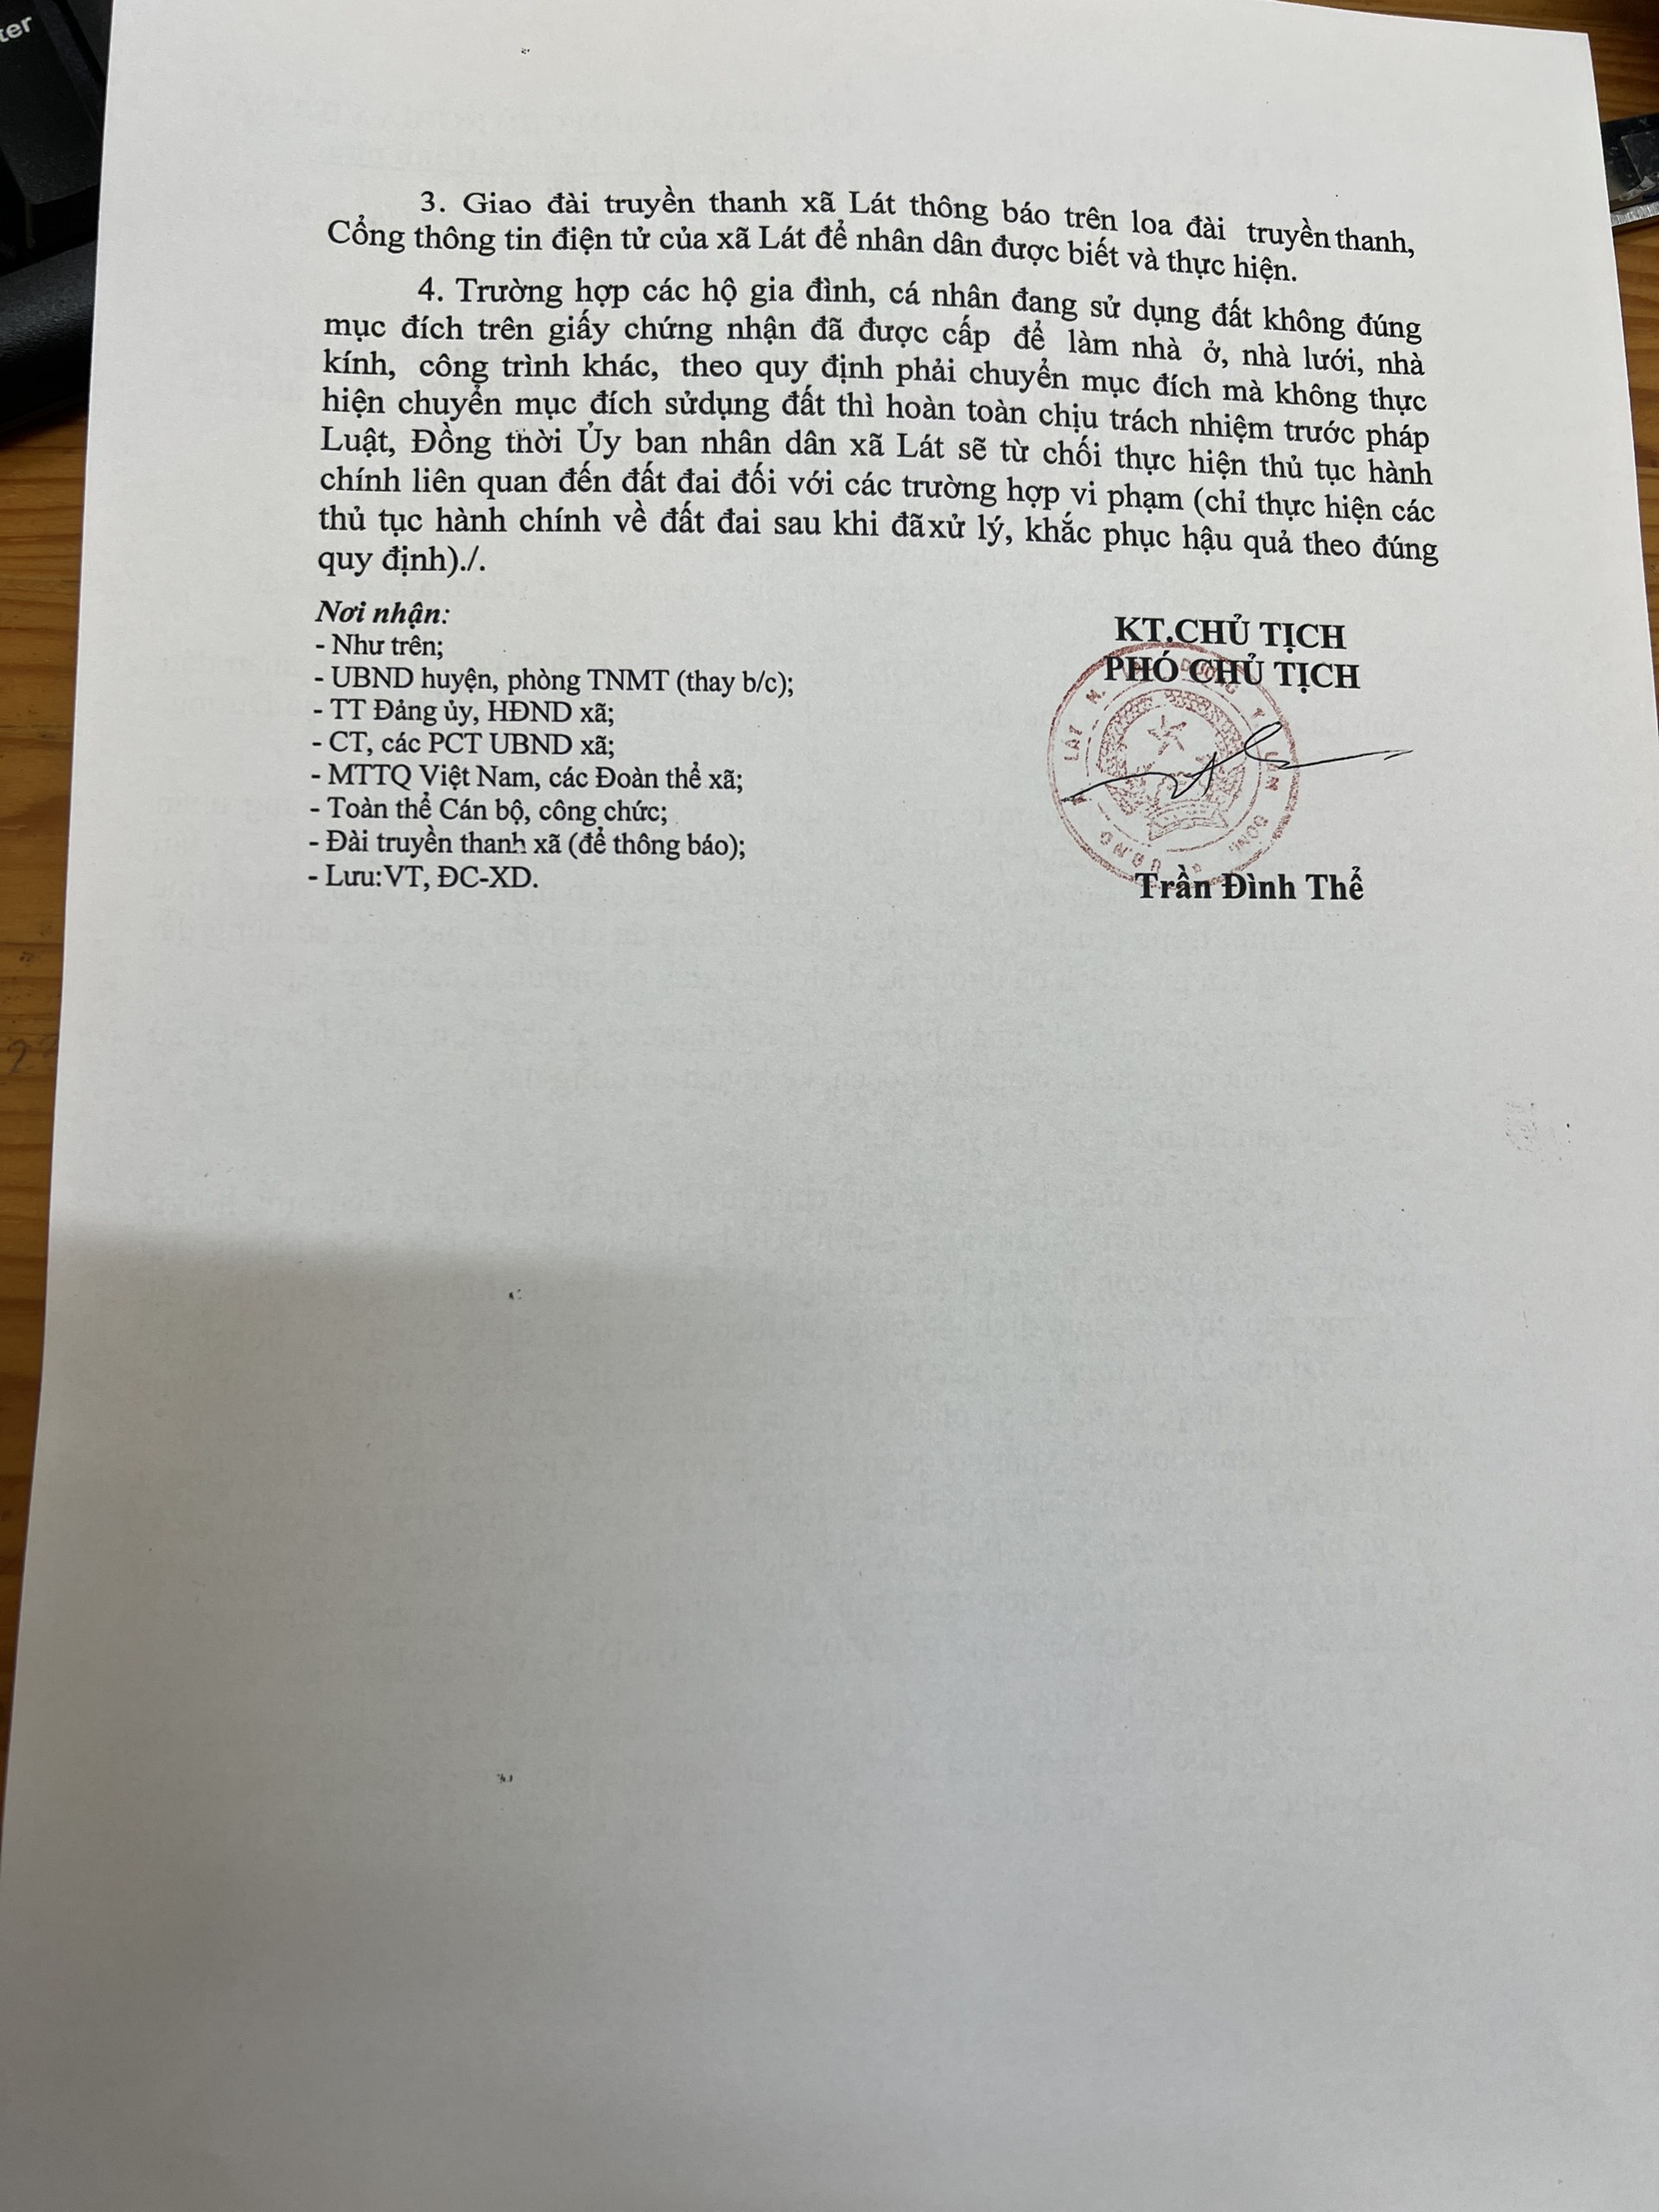 ter
3. Giao đài truyền thanh xã Lát thông báo trên loa đài truyền thanh,
Cổng thông tin điện tử của xã Lát để nhân dân được biết và thực hiện.
4. Trường hợp các hộ gia đình, cá nhân đang sử dụng đất không đúng
mục đích trên giấy chứng nhận đã được cấp để làm nhà ở, nhà lưới, nhà
kính, công trình khác, theo quy định phải chuyển mục đích mà không thực
hiện chuyển mục đích sửdụng đất thì hoàn toàn chịu trách nhiệm trước pháp
Luật, Đồng thời Ủy ban nhân dân xã Lát sẽ từ chối thực hiện thủ tục hành
chính liên quan đến đất đai đối với các trường hợp vi phạm (chỉ thực hiện các
thủ tục hành chính về đất đai sau khi đãxử lý, khắc phục hậu quả theo đúng
quy định)./.
Nơi nhận:
- Như trên;
- UBND huyện, phòng TNMT (thay b/c);
- TT Đảng ủy, HĐND xã;
- CT, các PCT UBND xã;
- MTTQ Việt Nam, các Đoàn thể xã;
- Toàn thể Cán bộ, công chức;
- Đài truyền thanh xã (để thông báo);
- Lưu:VT, ĐC-XD.
KT.CHỦ TỊCH
PHÓ CHỦ TỊCH
LÁT H. DƯƠNG T. LÂM ĐỒNG
Trần Đình Thể